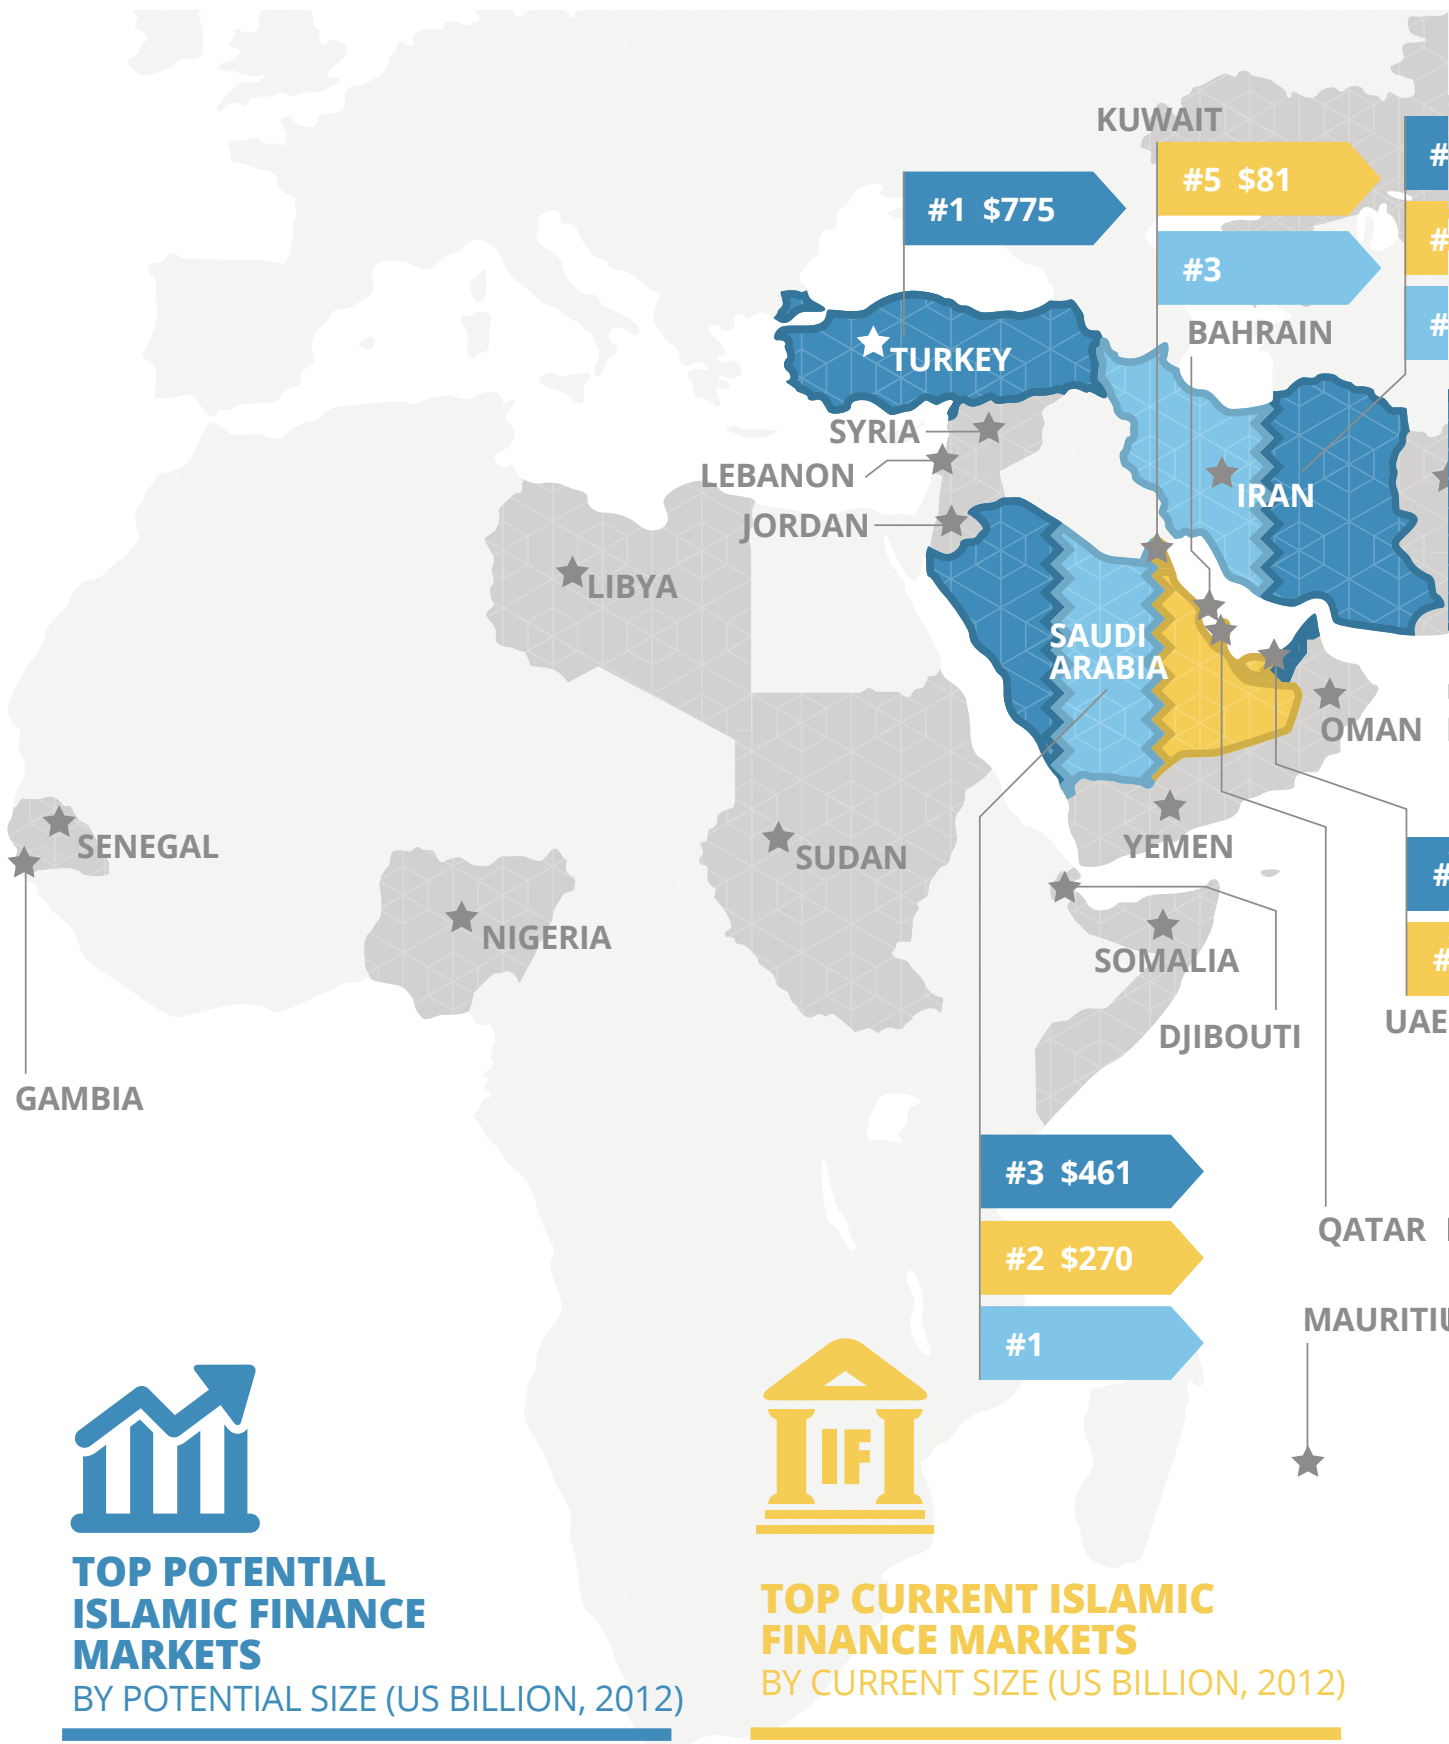 KUWAIT
#5 $81
#3
#
#
#
#1 $775
BAHRAIN
TURKEY
SYRIA
LEBANON
JORDAN
IRAN
LIBYA
SAUDI
ARABIA
OMAN
SENEGAL
SUDAN
YEMEN
NIGERIA
SOMALIA
#
#
DJIBOUTI
UAE
GAMBIA
#3 $461
#2 $270
#1
QATAR
IF
TOP POTENTIAL
ISLAMIC FINANCE
MARKETS
BY POTENTIAL SIZE (US BILLION, 2012)
TOP CURRENT ISLAMIC
FINANCE MARKETS
BY CURRENT SIZE (US BILLION, 2012)